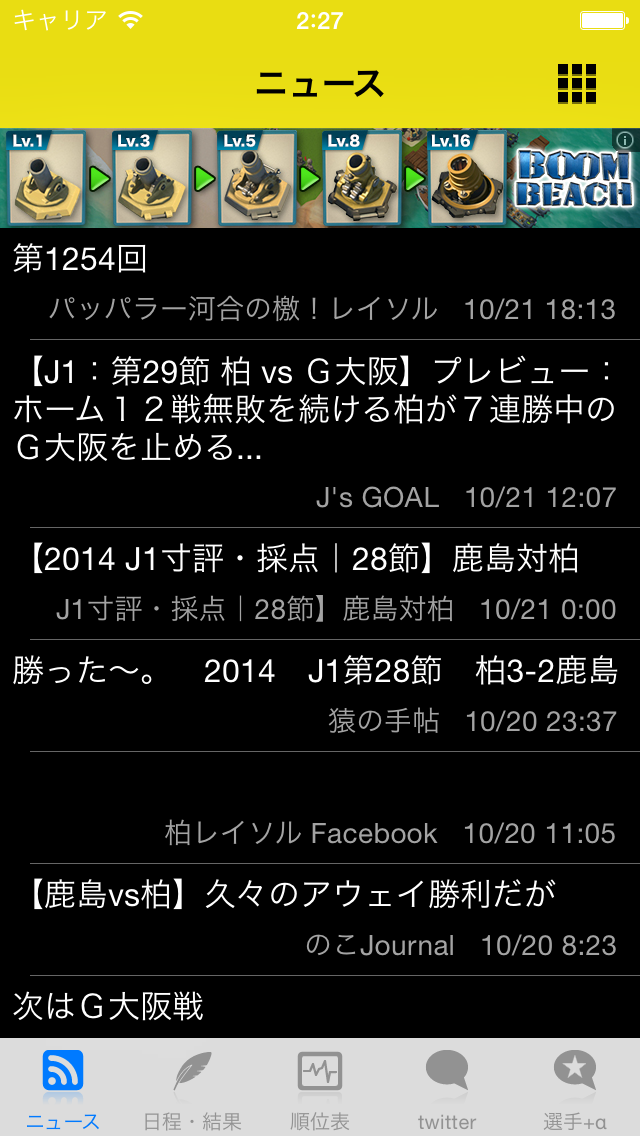 キャリア 2:27
ニュース
Lv.1 Lv.3 Lv.5 Lv.8 Lv.16 BOOM
BEACH
第1254回
パッパラー河合の檄！レイソル 10/21 18:13
【J1：第29節 柏 vs Ｇ大阪】プレビュー：
ホーム１２戦無敗を続ける柏が７連勝中の
Ｇ大阪を止める...
J's GOAL 10/21 12:07
【2014 J1寸評・採点｜28節】鹿島対柏
J1寸評・採点｜28節】鹿島対柏 10/21 0:00
勝った〜。　2014　J1第28節　柏3-2鹿島
猿の手帖 10/20 23:37
柏レイソル Facebook 10/20 11:05
【鹿島vs柏】久々のアウェイ勝利だが
のこJournal 10/20 8:23
次はＧ大阪戦
ニュース 日程・結果 順位表 twitter 選手+α